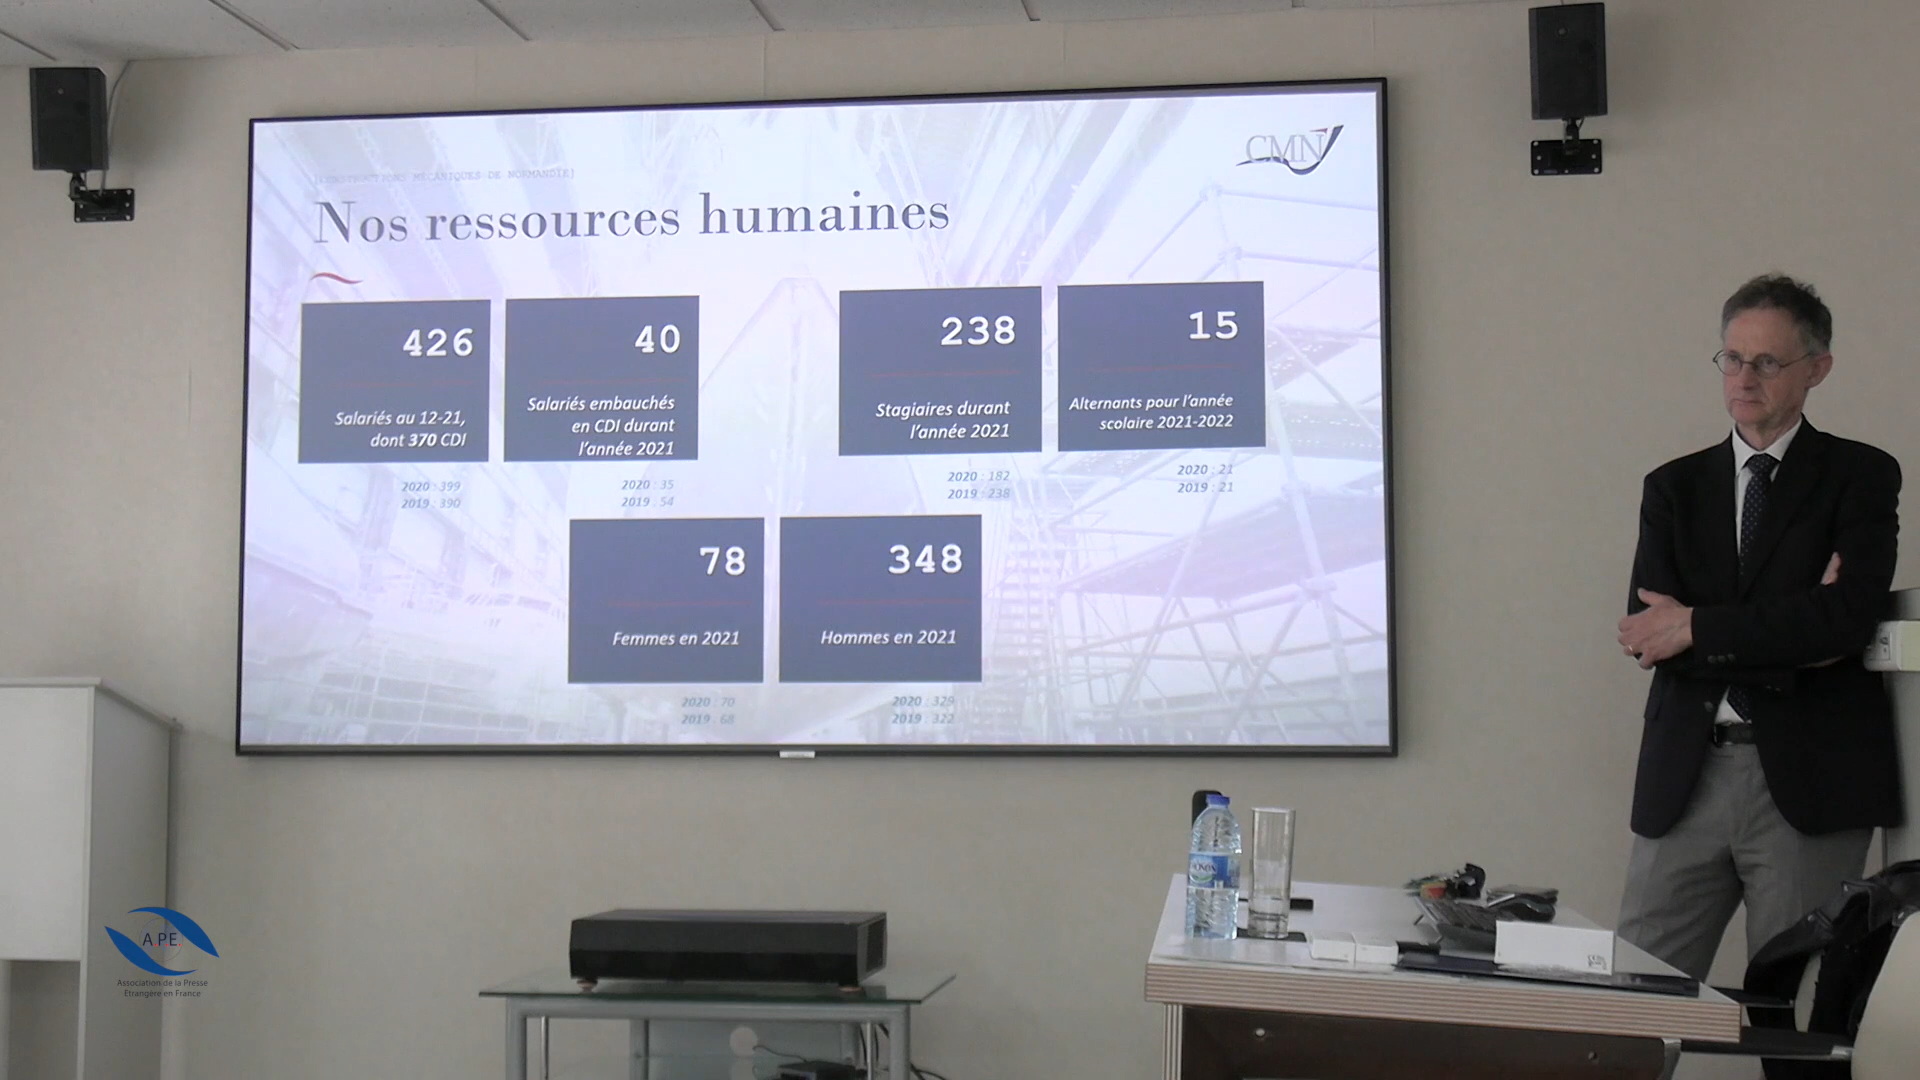 [CONSTRUCTIONS MÉCANIQUES DE NORMANDIE]
CMN
Nos ressources humaines
426
Salariés au 12-21,
dont 370 CDI
2020 : 399
2019 : 390
40
Salariés embauchés
en CDI durant
l'année 2021
2020 : 35
2019 : 54
238
Stagiaires durant
l'année 2021
2020 : 182
2019 : 238
15
Alternants pour l'année
scolaire 2021-2022
2020 : 21
2019 : 21
78
Femmes en 2021
2020 : 70
2019 : 68
348
Hommes en 2021
2020 : 329
2019 : 322
A.P.E.
Association de la Presse
Etrangère en France